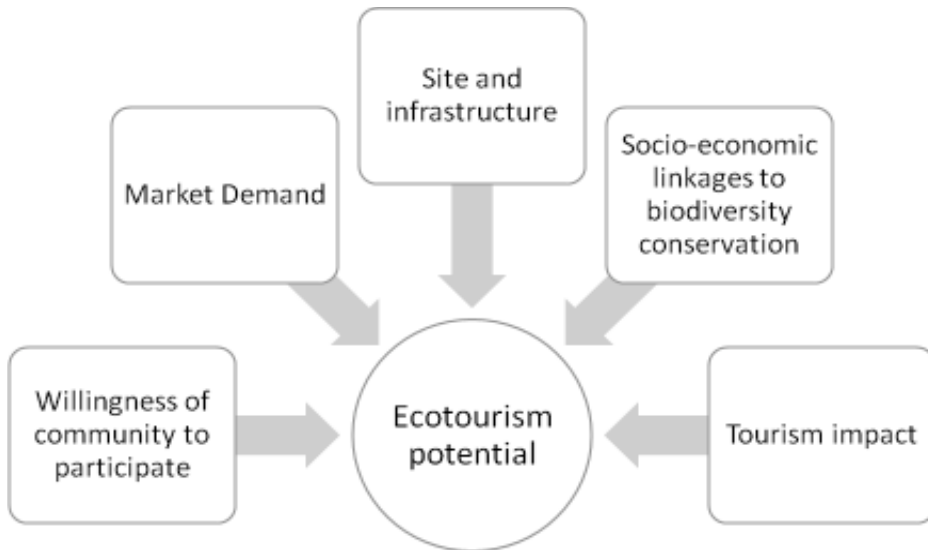 Site and
infrastructure
Market Demand
Socio-economic
linkages to
biodiversity
conservation
Willingness of
community to
participate
Ecotourism
potential
Tourism impact